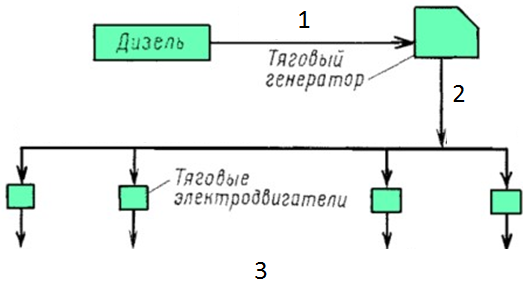 1
Дизель
Тяговый
генератор
2
Тяговые
электродвигатели
3